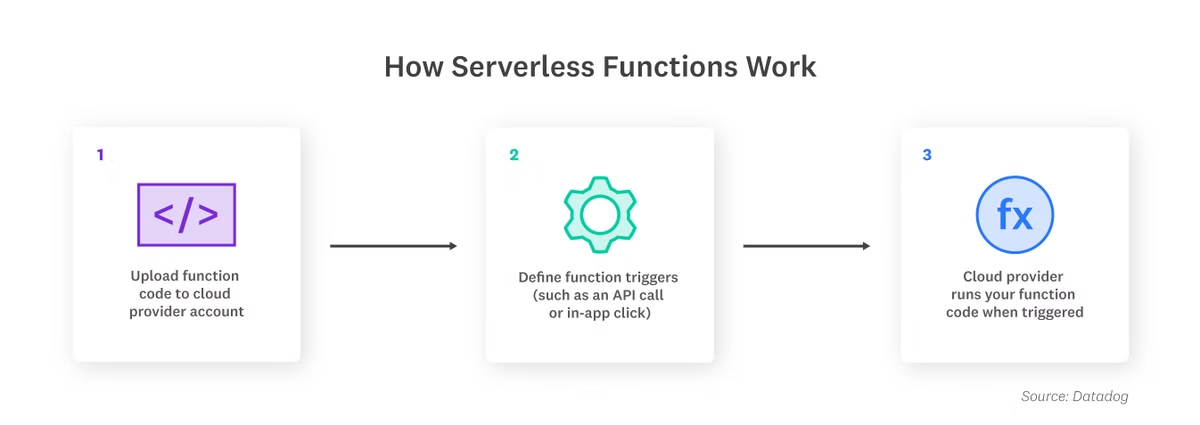 How Serverless Functions Work
1
</>
Upload function
code to cloud
provider account
2
Define function triggers
(such as an API call
or in-app click)
3
fx
Cloud provider
runs your function
code when triggered
Source: Datadog